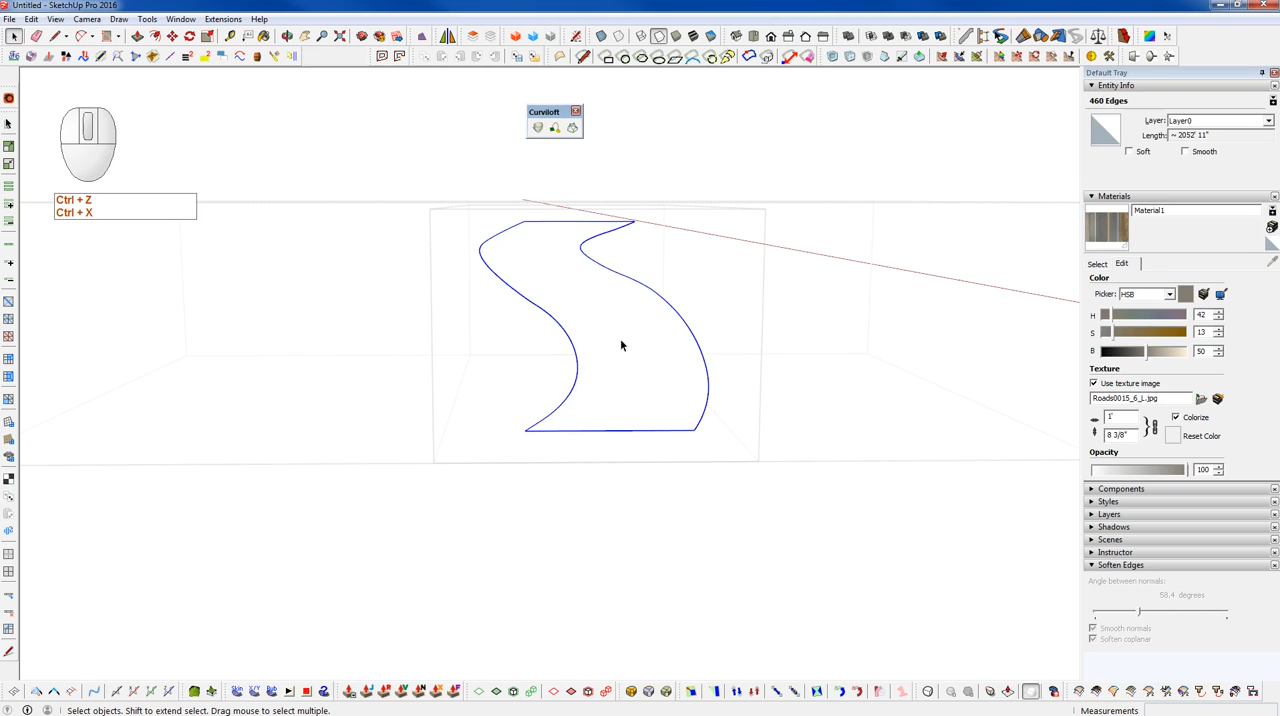 Untitled - SketchUp Pro 2016
File Edit View Camera Draw Tools Window Extensions Help
Default Tray
Entity Info
460 Edges
Layer: Layer0
Length: ~ 2052' 11"
Soft Smooth
Curviloft
Ctrl + Z
Ctrl + X
Materials
Material1
Select Edit
Color
Picker: HSB
H 42
S 13
B 50
Texture
Use texture image
Roads0015_6_L.jpg
1' Colorize
8 3/8" Reset Color
Opacity
100
Components
Styles
Layers
Shadows
Scenes
Instructor
Soften Edges
Angle between normals:
58.4 degrees
Smooth normals
Soften coplanar
Select objects. Shift to extend select. Drag mouse to select multiple.
Measurements